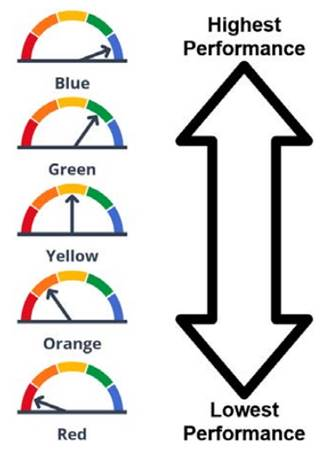 Highest
Performance
Blue
Green
Yellow
Orange
Red
Lowest
Performance